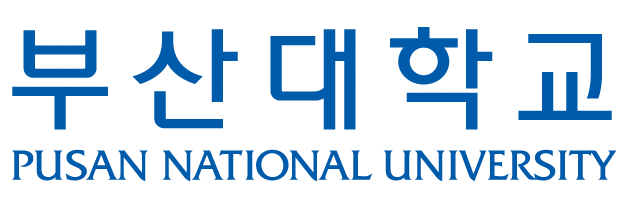 부산대학교
PUSAN NATIONAL UNIVERSITY